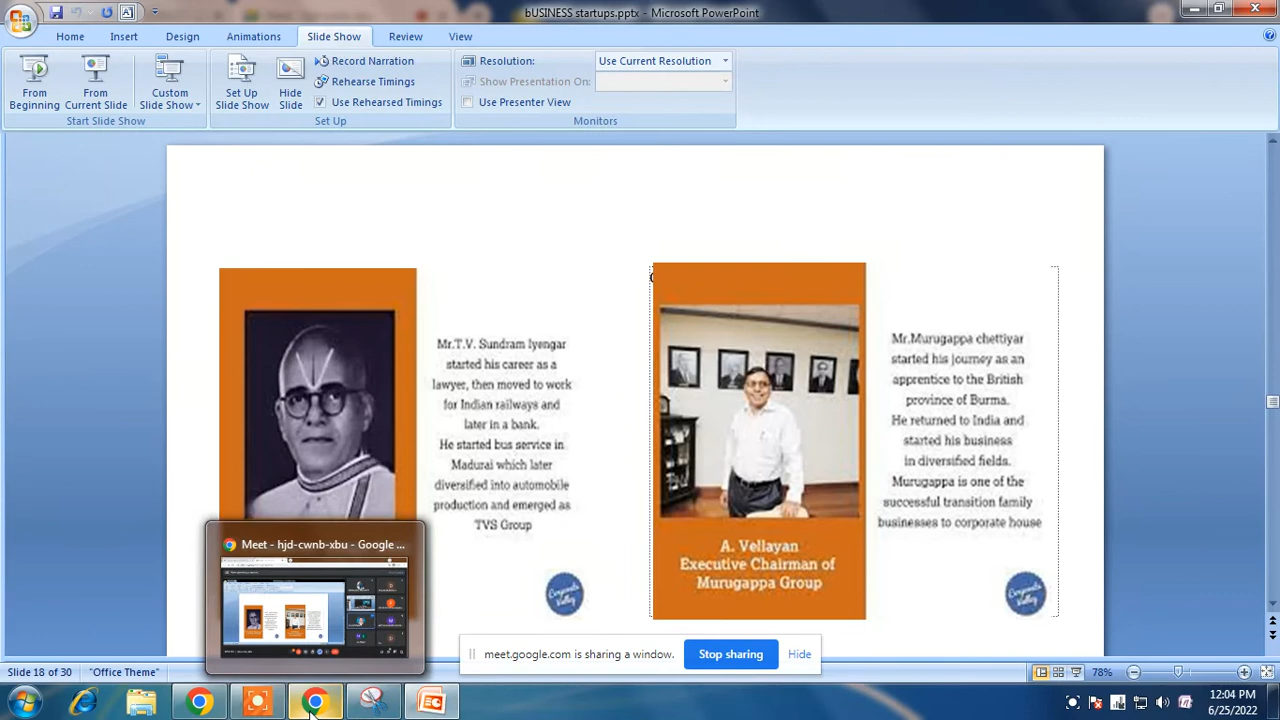 bUSINESS startups.pptx - Microsoft PowerPoint
Home Insert Design Animations Slide Show Review View
From Beginning
From Current Slide
Custom Slide Show
Start Slide Show
Set Up Slide Show
Hide Slide
Record Narration
Rehearse Timings
Use Rehearsed Timings
Set Up
Resolution: Use Current Resolution
Show Presentation On:
Use Presenter View
Monitors
Mr.T.V. Sundram Iyengar
started his career as a
lawyer, then moved to work
for Indian railways and
later in a bank.
He started bus service in
Madurai which later
diversified into automobile
production and emerged as
TVS Group
Mr.Murugappa chettiyar
started his journey as an
apprentice to the British
province of Burma.
He returned to India and
started his business
in diversified fields.
Murugappa is one of the
successful transition family
businesses to corporate house
A. Vellayan
Executive Chairman of
Murugappa Group
Meet - hjd-cwnb-xbu - Google ...
meet.google.com is sharing a window. Stop sharing Hide
Slide 18 of 30 "Office Theme" 78%
12:04 PM
6/25/2022